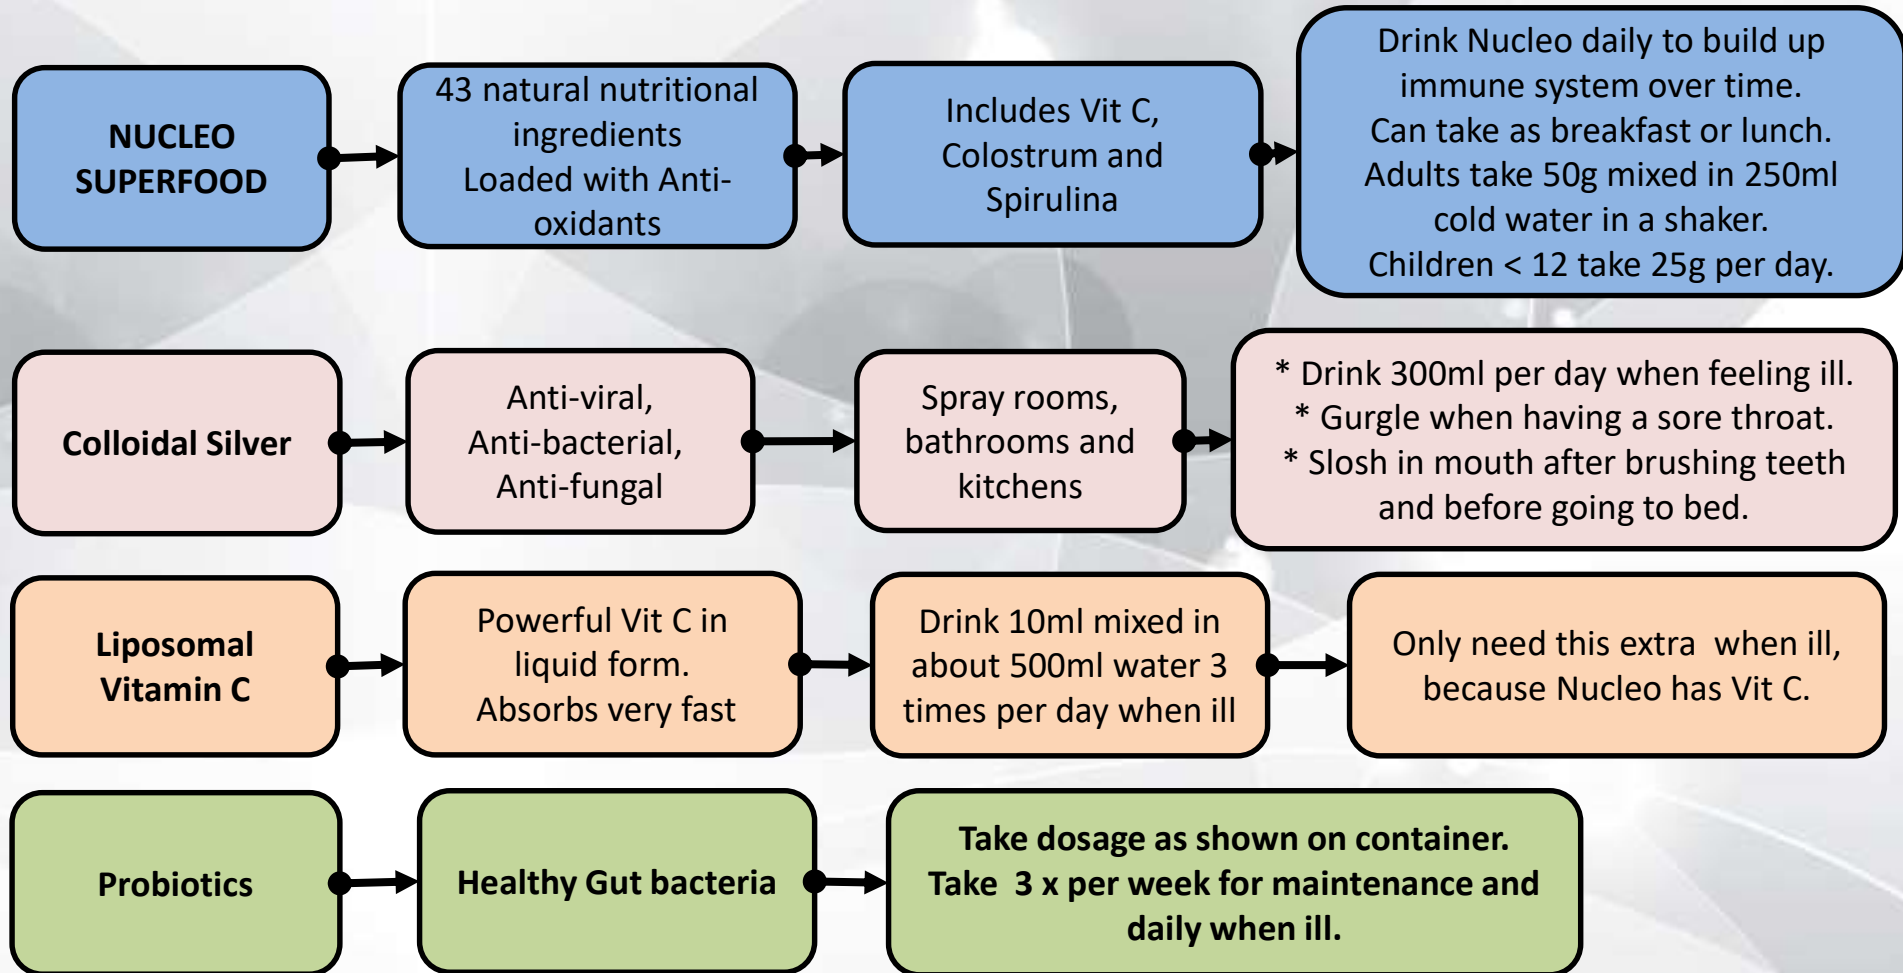 NUCLEO
SUPERFOOD
43 natural nutritional
ingredients
Loaded with Anti-
oxidants
Includes Vit C,
Colostrum and
Spirulina
Drink Nucleo daily to build up
immune system over time.
Can take as breakfast or lunch.
Adults take 50g mixed in 250ml
cold water in a shaker.
Children < 12 take 25g per day.
Colloidal Silver
Anti-viral,
Anti-bacterial,
Anti-fungal
Spray rooms,
bathrooms and
kitchens
* Drink 300ml per day when feeling ill.
* Gurgle when having a sore throat.
* Slosh in mouth after brushing teeth
and before going to bed.
Liposomal
Vitamin C
Powerful Vit C in
liquid form.
Absorbs very fast
Drink 10ml mixed in
about 500ml water 3
times per day when ill
Only need this extra  when ill,
because Nucleo has Vit C.
Probiotics
Healthy Gut bacteria
Take dosage as shown on container.
Take  3 x per week for maintenance and
daily when ill.